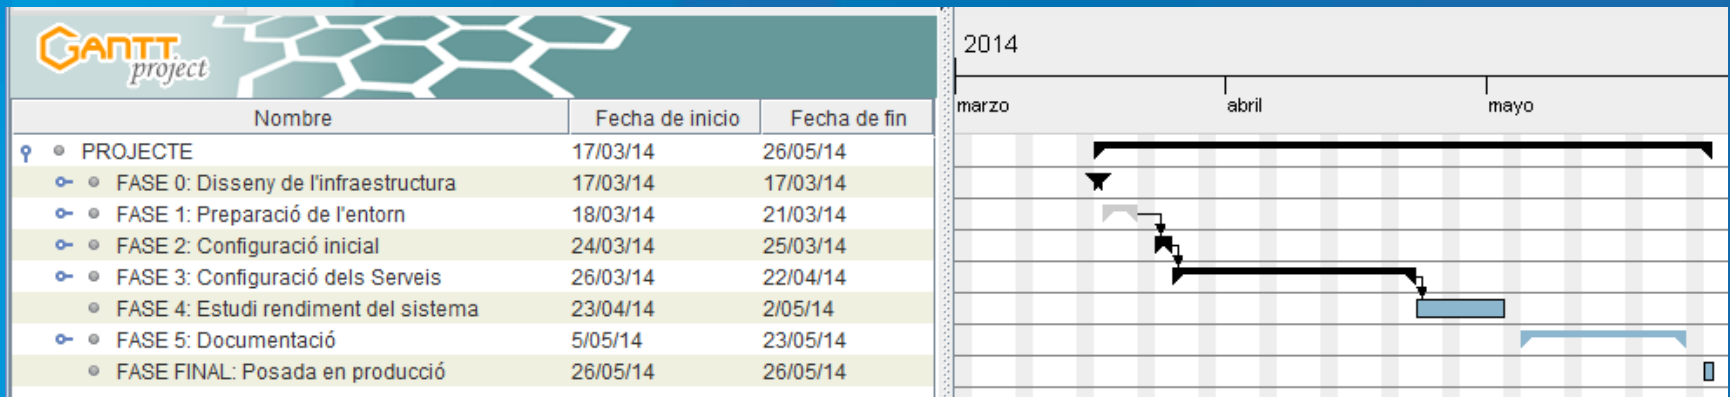 GANTT
project
2014
marzo abril mayo
Nombre Fecha de inicio Fecha de fin
PROJECTE 17/03/14 26/05/14
FASE 0: Disseny de l'infraestructura 17/03/14 17/03/14
FASE 1: Preparació de l'entorn 18/03/14 21/03/14
FASE 2: Configuració inicial 24/03/14 25/03/14
FASE 3: Configuració dels Serveis 26/03/14 22/04/14
FASE 4: Estudi rendiment del sistema 23/04/14 2/05/14
FASE 5: Documentació 5/05/14 23/05/14
FASE FINAL: Posada en producció 26/05/14 26/05/14